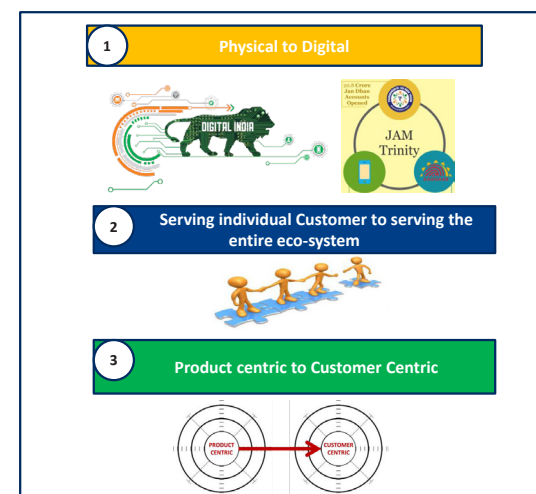 1
Physical to Digital
DIGITAL INDIA
Crore
Jan Dhan
Accounts
Opened
JAM
Trinity
2
Serving individual Customer to serving the
entire eco-system
3
Product centric to Customer Centric
PRODUCT
CENTRIC
CUSTOMER
CENTRIC